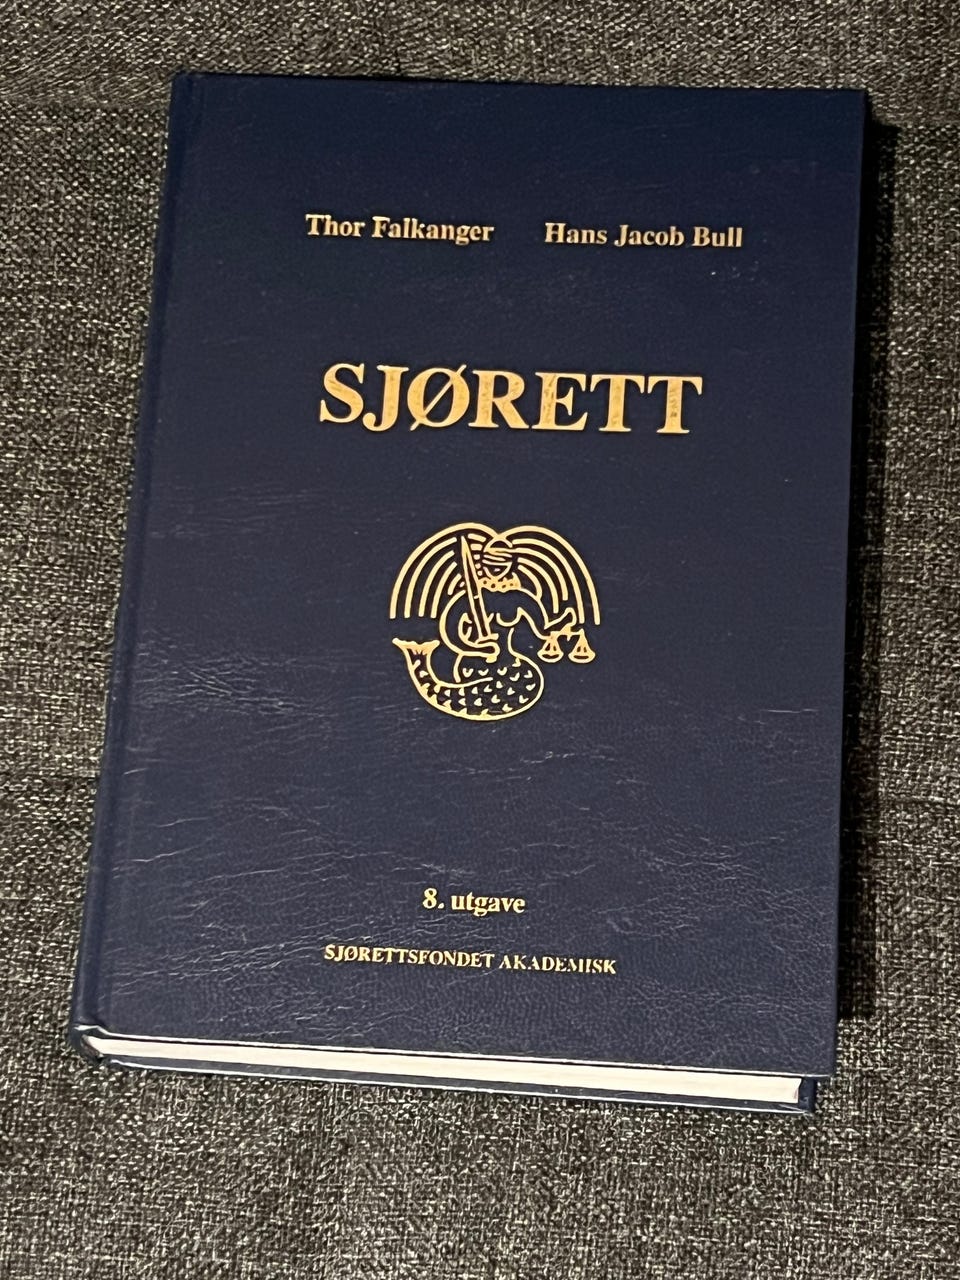 Thor Falkanger Hans Jacob Bull
SJØRETT
8. utgave
SJØRETTSFONDET AKADEMISK